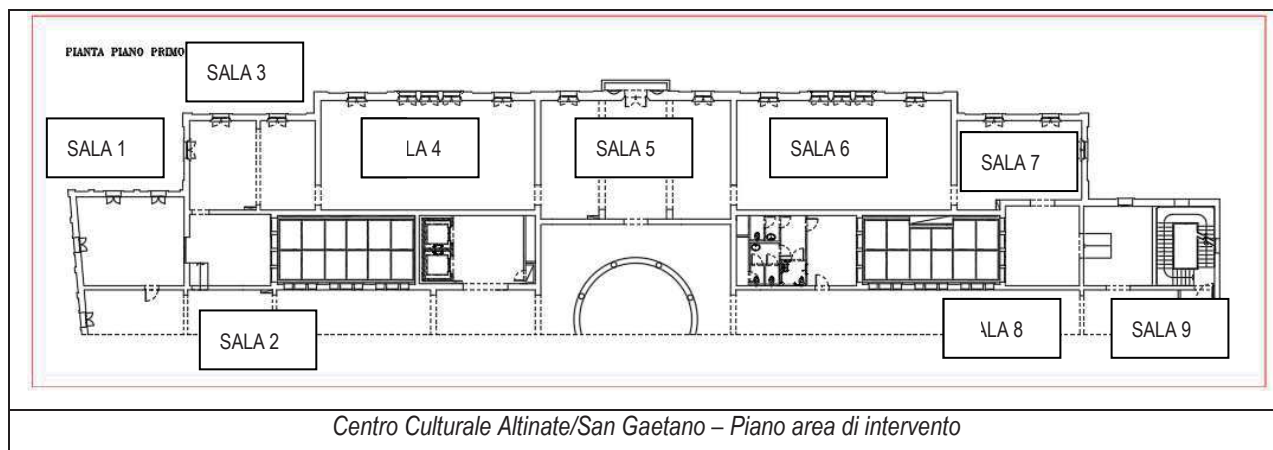 PIANTA PIANO PRIMO
SALA 3
SALA 1
LA 4
SALA 5
SALA 6
SALA 7
SALA 2
ALA 8
SALA 9
Centro Culturale Altinate/San Gaetano – Piano area di intervento